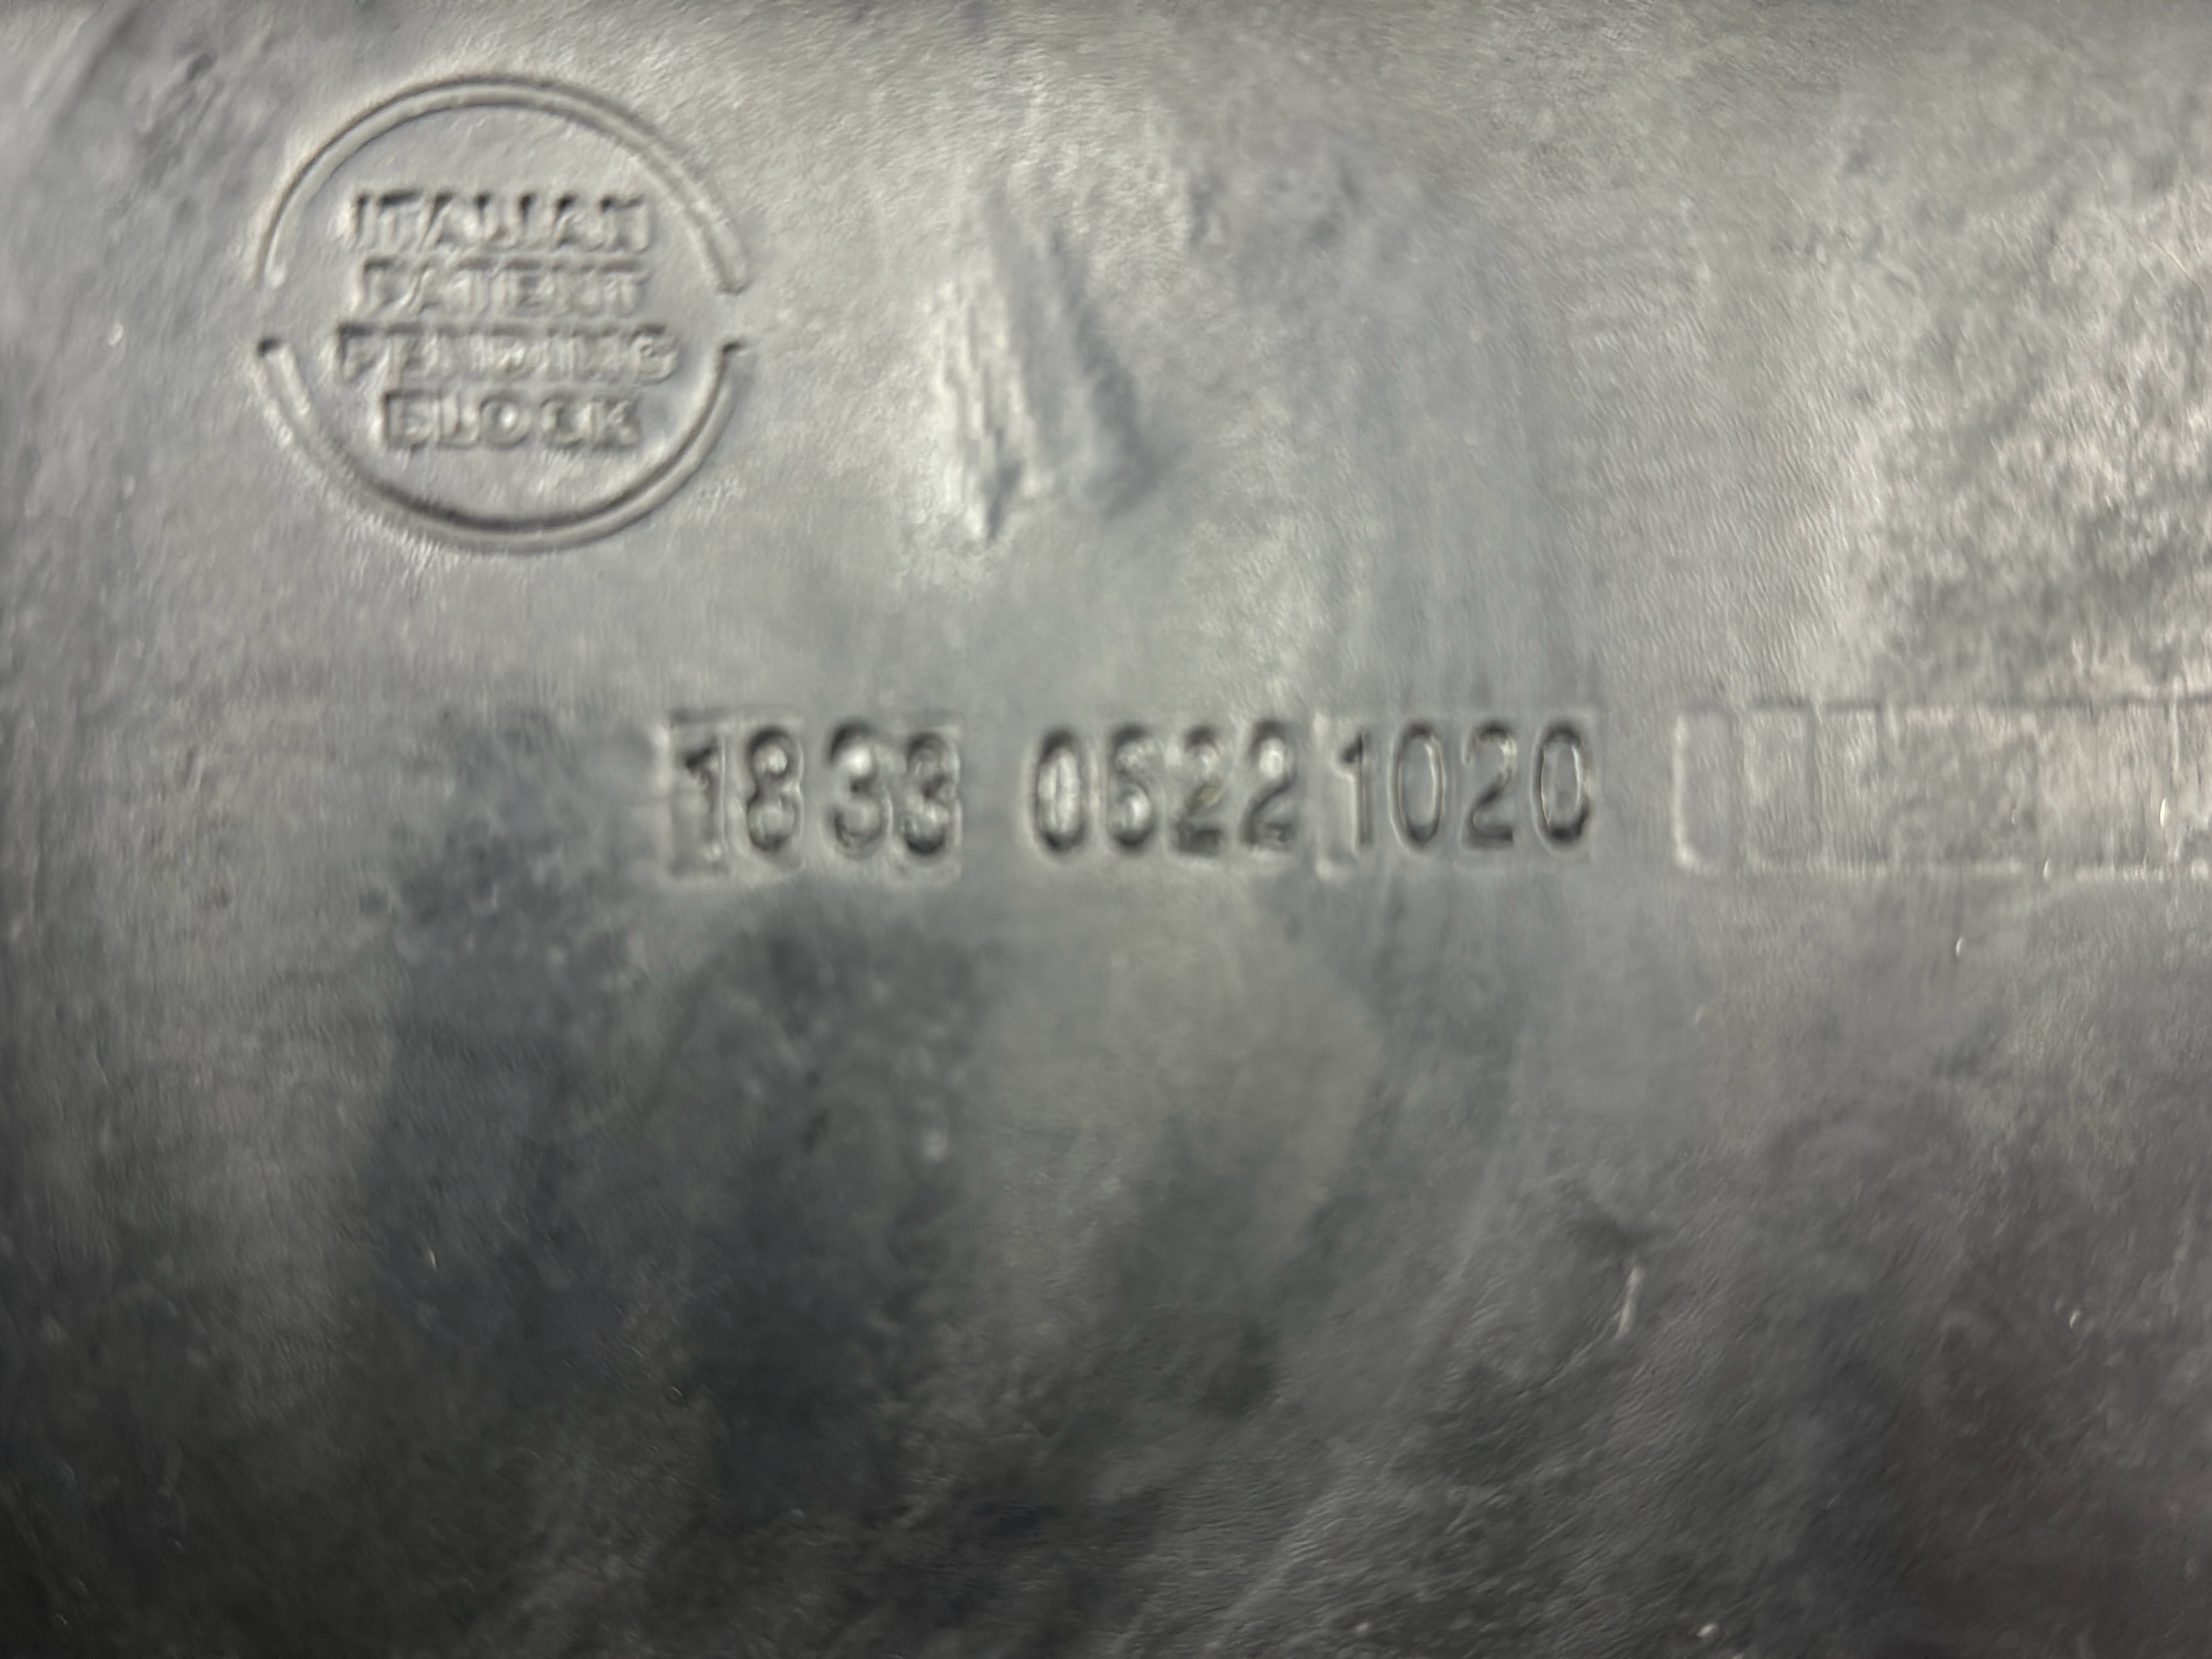 ITALIAN
PATENT
PENDING
BLOCK
1833 0522 1020